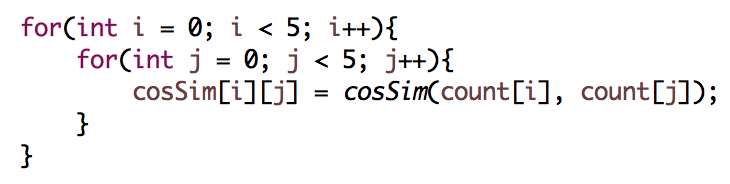 for(int i = 0; i < 5; i++){
    for(int j = 0; j < 5; j++){
        cosSim[i][j] = cosSim(count[i], count[j]);
    }
}